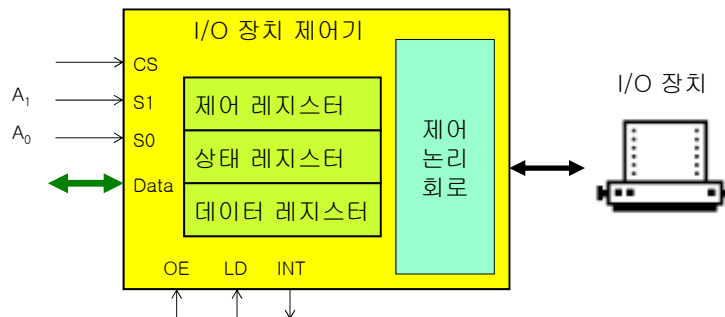 I/O 장치 제어기
CS
A1
S1
A0
S0
Data
제어 레지스터
상태 레지스터
데이터 레지스터
제어
논리
회로
I/O 장치
OE LD INT